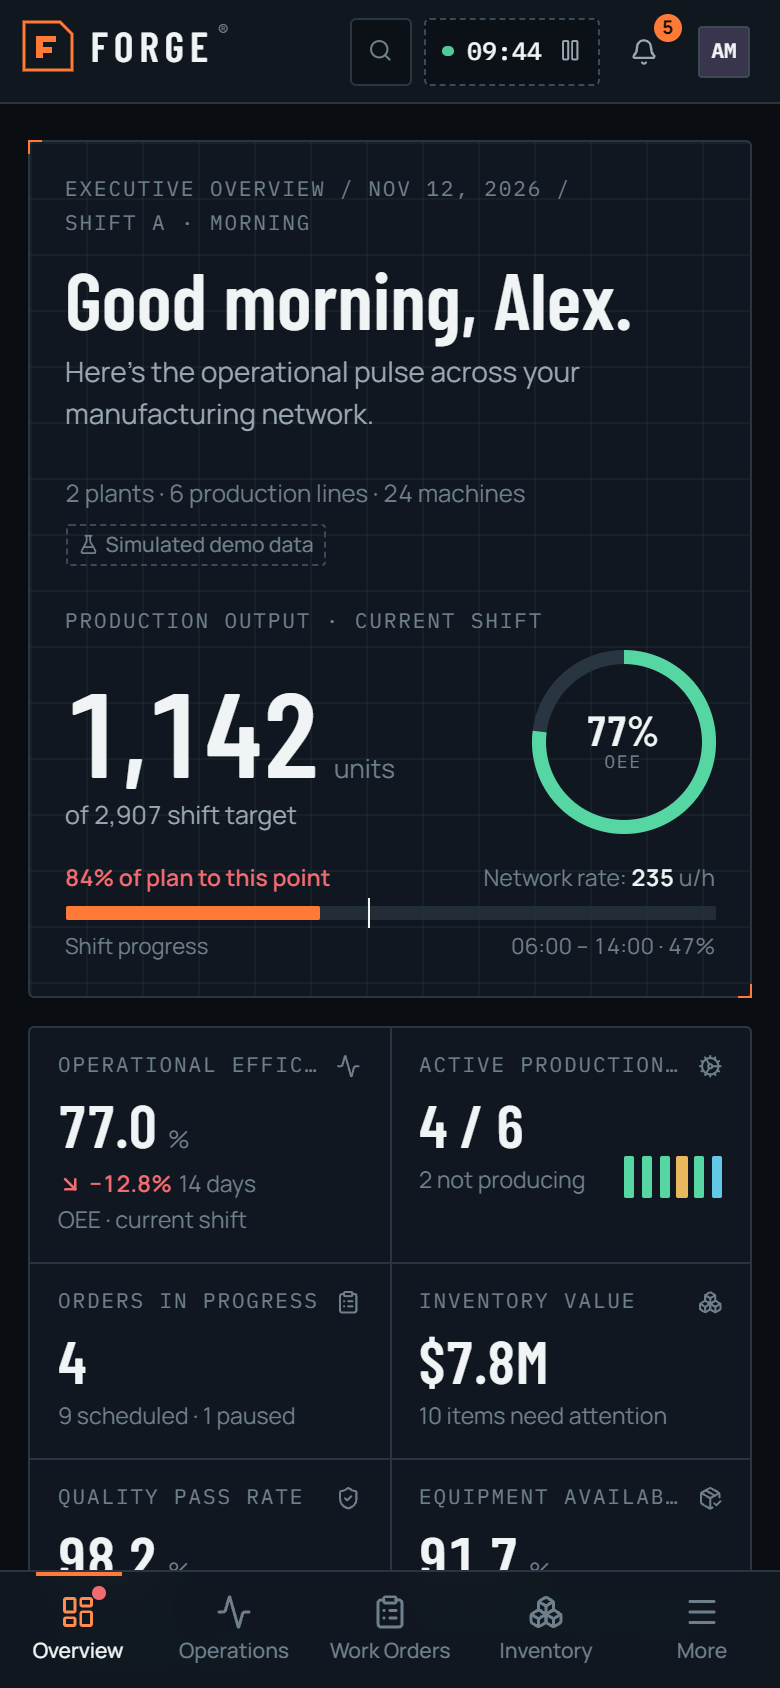 FORGE ®
09:44
5
AM
EXECUTIVE OVERVIEW / NOV 12, 2026 /
SHIFT A · MORNING
Good morning, Alex.
Here's the operational pulse across your
manufacturing network.
2 plants · 6 production lines · 24 machines
Simulated demo data
PRODUCTION OUTPUT · CURRENT SHIFT
1,142 units
of 2,907 shift target
77%
OEE
84% of plan to this point
Network rate: 235 u/h
Shift progress
06:00 – 14:00 · 47%
OPERATIONAL EFFIC…
77.0 %
−12.8% 14 days
OEE · current shift
ACTIVE PRODUCTION…
4 / 6
2 not producing
ORDERS IN PROGRESS
4
9 scheduled · 1 paused
INVENTORY VALUE
$7.8M
10 items need attention
QUALITY PASS RATE
98.2 %
EQUIPMENT AVAILAB…
91.7 %
Overview
Operations
Work Orders
Inventory
More